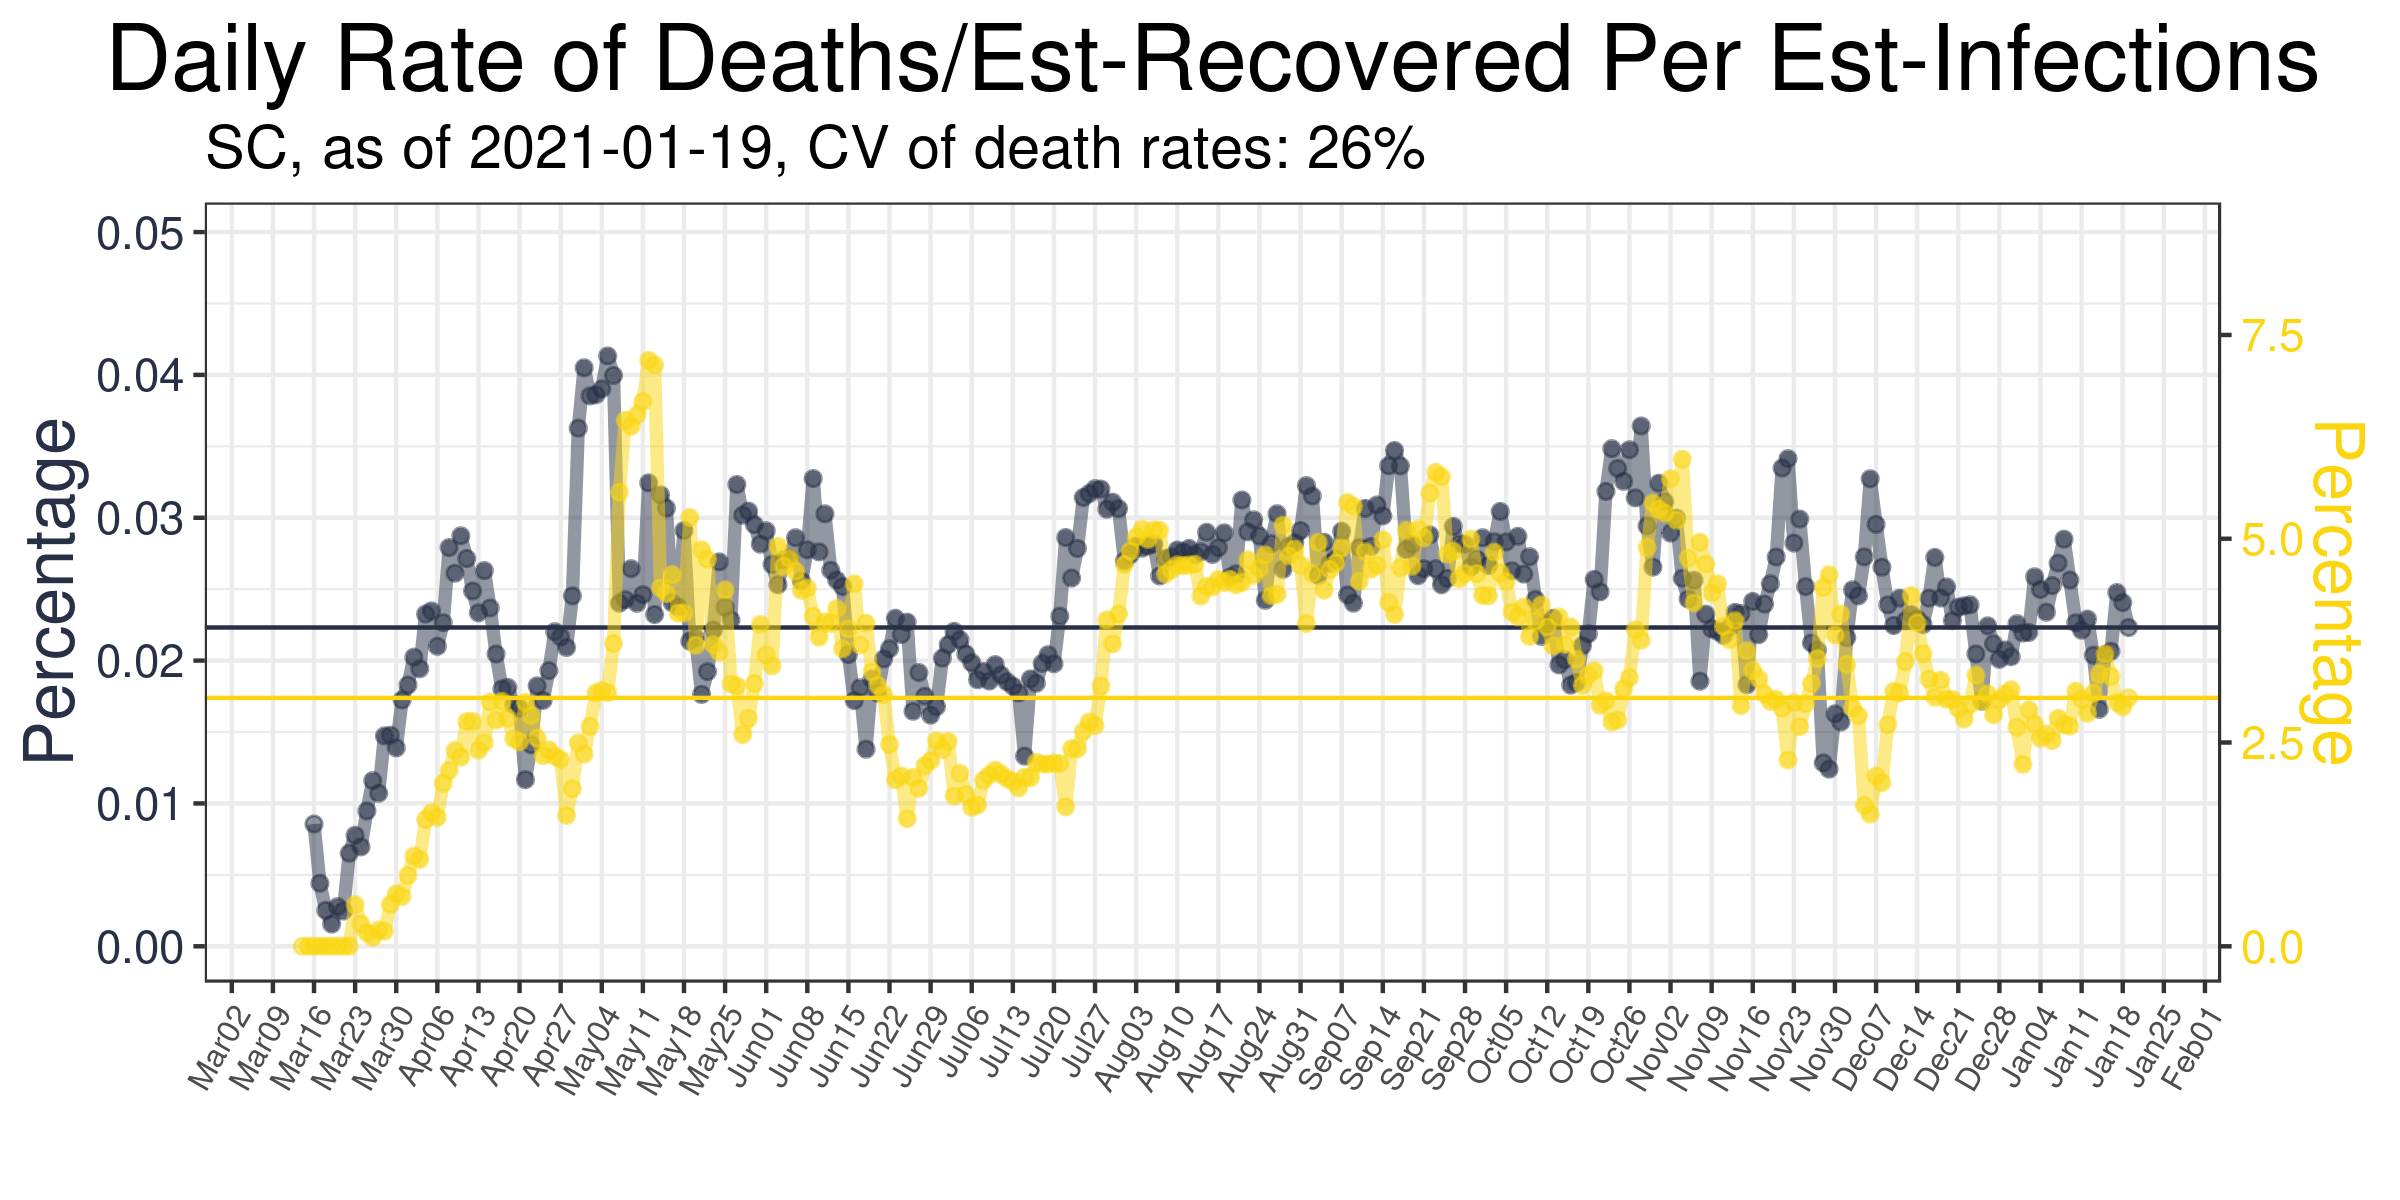 Daily Rate of Deaths/Est-Recovered Per Est-Infections
SC, as of 2021-01-19, CV of death rates: 26%
Percentage
0.05
0.04
0.03
0.02
0.01
0.00
7.5
5.0
2.5
0.0
Percentage
Mar02
Mar09
Mar16
Mar23
Mar30
Apr06
Apr13
Apr20
Apr27
May04
May11
May18
May25
Jun01
Jun08
Jun15
Jun22
Jun29
Jul06
Jul13
Jul20
Jul27
Aug03
Aug10
Aug17
Aug24
Aug31
Sep07
Sep14
Sep21
Sep28
Oct05
Oct12
Oct19
Oct26
Nov02
Nov09
Nov16
Nov23
Nov30
Dec07
Dec14
Dec21
Dec28
Jan04
Jan11
Jan18
Jan25
Feb01